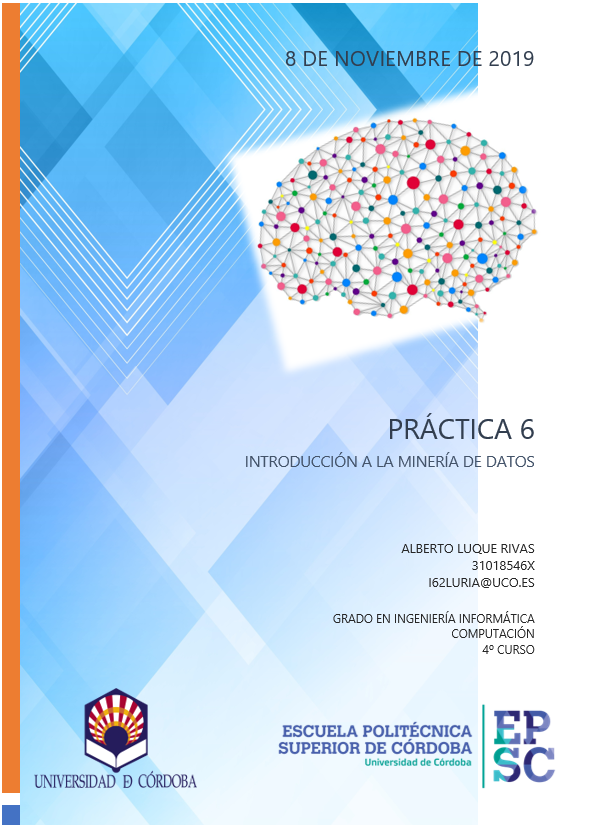 8 DE NOVIEMBRE DE 2019
PRÁCTICA 6
INTRODUCCIÓN A LA MINERÍA DE DATOS
ALBERTO LUQUE RIVAS
31018546X
I62LURIA@UCO.ES
GRADO EN INGENIERÍA INFORMÁTICA
COMPUTACIÓN
4º CURSO
UNIVERSIDAD D CÓRDOBA
ESCUELA POLITÉCNICA
SUPERIOR DE CÓRDOBA
Universidad de Córdoba
EP
SC